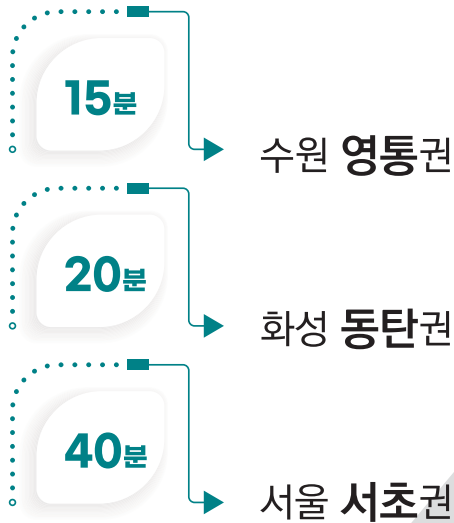 15분
수원 영통권
20분
화성 동탄권
40분
서울 서초권